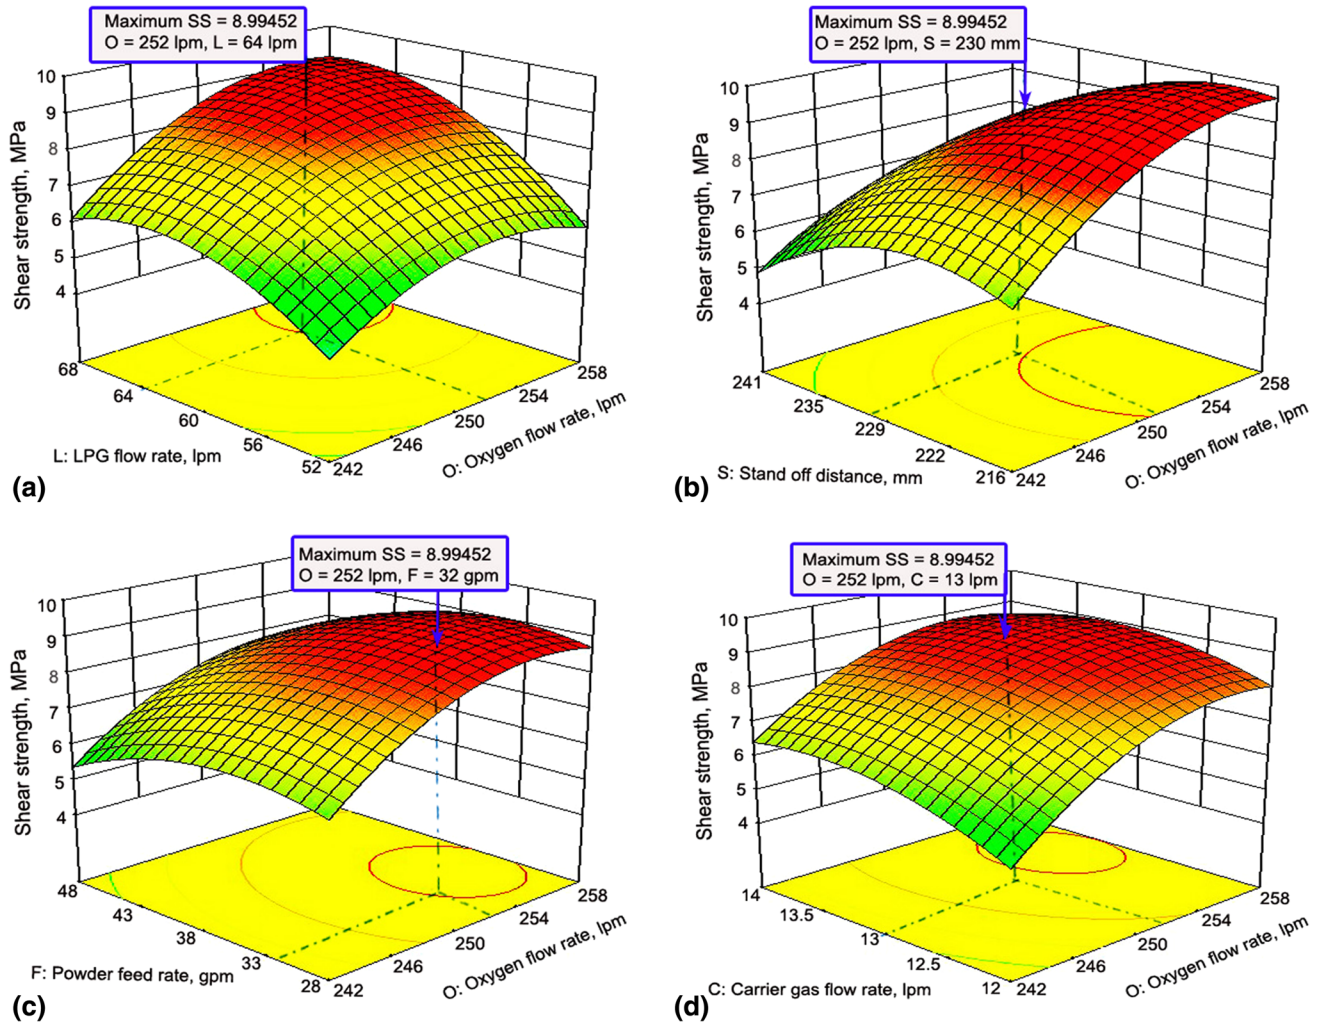 Maximum SS = 8.99452
O = 252 lpm, L = 64 lpm
10
9
8
7
6
5
4
Shear strength, MPa
68
64
60
56
52
242
246
250
254
258
L: LPG flow rate, lpm
O: Oxygen flow rate, lpm
(a)
Maximum SS = 8.99452
O = 252 lpm, S = 230 mm
10
9
8
7
6
5
4
Shear strength, MPa
241
235
229
222
216
242
246
250
254
258
S: Stand off distance, mm
O: Oxygen flow rate, lpm
(b)
Maximum SS = 8.99452
O = 252 lpm, F = 32 gpm
10
9
8
7
6
5
4
Shear strength, MPa
48
43
38
33
28
242
246
250
254
258
F: Powder feed rate, gpm
O: Oxygen flow rate, lpm
(c)
Maximum SS = 8.99452
O = 252 lpm, C = 13 lpm
10
9
8
7
6
5
4
Shear strength, MPa
14
13.5
13
12.5
12
242
246
250
254
258
C: Carrier gas flow rate, lpm
O: Oxygen flow rate, lpm
(d)